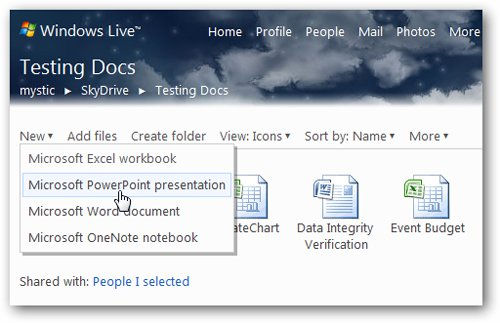 Windows Live™
Home Profile People Mail Photos More
Testing Docs
mystic ► SkyDrive ► Testing Docs
New ▾ Add files Create folder View: Icons ▾ Sort by: Name ▾ More ▾
Microsoft Excel workbook
Microsoft PowerPoint presentation
Microsoft Word document
Microsoft OneNote notebook
ateChart
Data Integrity
Verification
Event Budget
Shared with: People I selected